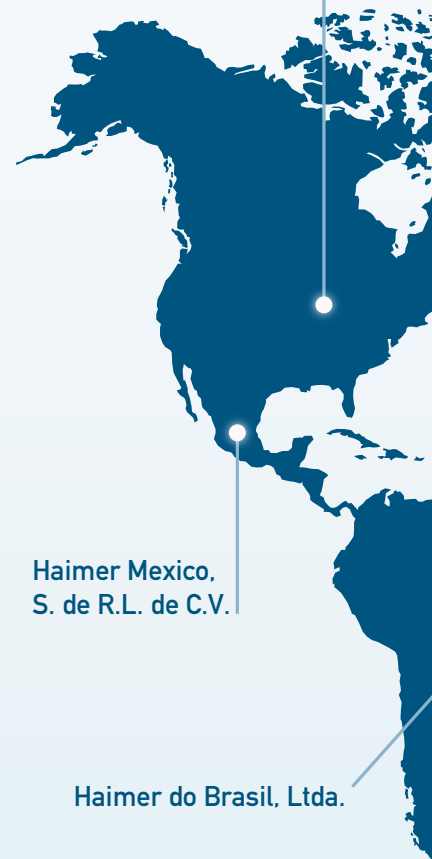 Haimer Mexico,
S. de R.L. de C.V.
Haimer do Brasil, Ltda.